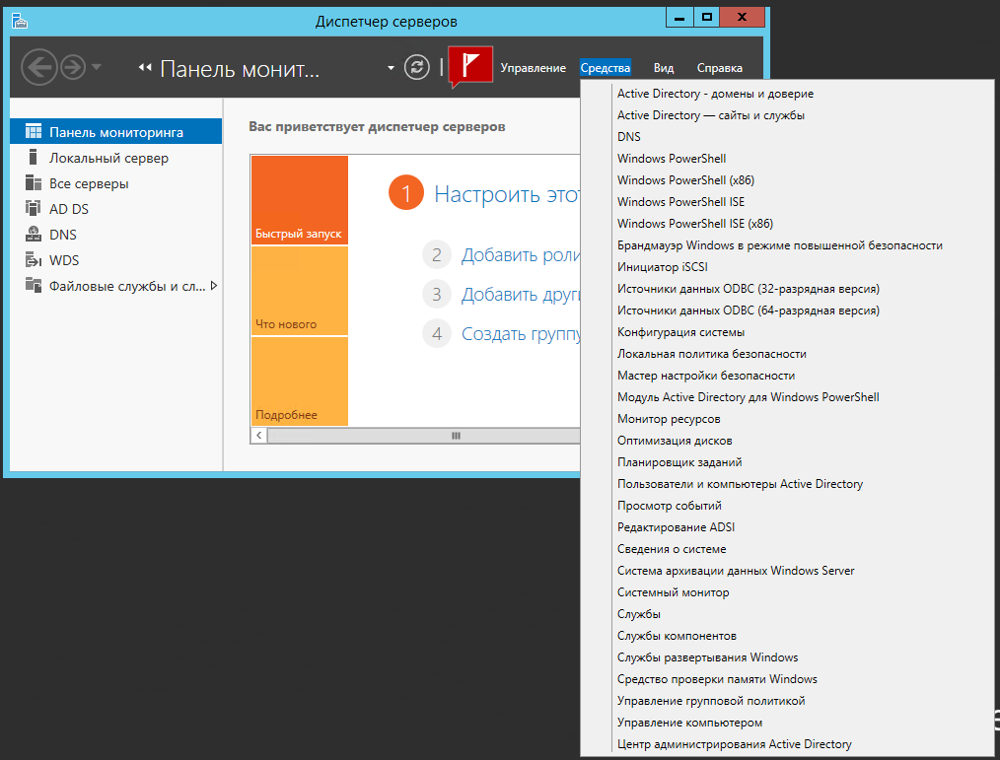 Диспетчер серверов
Панель монит...
Управление
Средства
Вид
Справка
Панель мониторинга
Локальный сервер
Все серверы
AD DS
DNS
WDS
Файловые службы и сл...
Вас приветствует диспетчер серверов
Быстрый запуск
Что нового
Подробнее
1 Настроить этот
2 Добавить роли
3 Добавить други
4 Создать группу
Active Directory - домены и доверие
Active Directory — сайты и службы
DNS
Windows PowerShell
Windows PowerShell (x86)
Windows PowerShell ISE
Windows PowerShell ISE (x86)
Брандмауэр Windows в режиме повышенной безопасности
Инициатор iSCSI
Источники данных ODBC (32-разрядная версия)
Источники данных ODBC (64-разрядная версия)
Конфигурация системы
Локальная политика безопасности
Мастер настройки безопасности
Модуль Active Directory для Windows PowerShell
Монитор ресурсов
Оптимизация дисков
Планировщик заданий
Пользователи и компьютеры Active Directory
Просмотр событий
Редактирование ADSI
Сведения о системе
Система архивации данных Windows Server
Системный монитор
Службы
Службы компонентов
Службы развертывания Windows
Средство проверки памяти Windows
Управление групповой политикой
Управление компьютером
Центр администрирования Active Directory